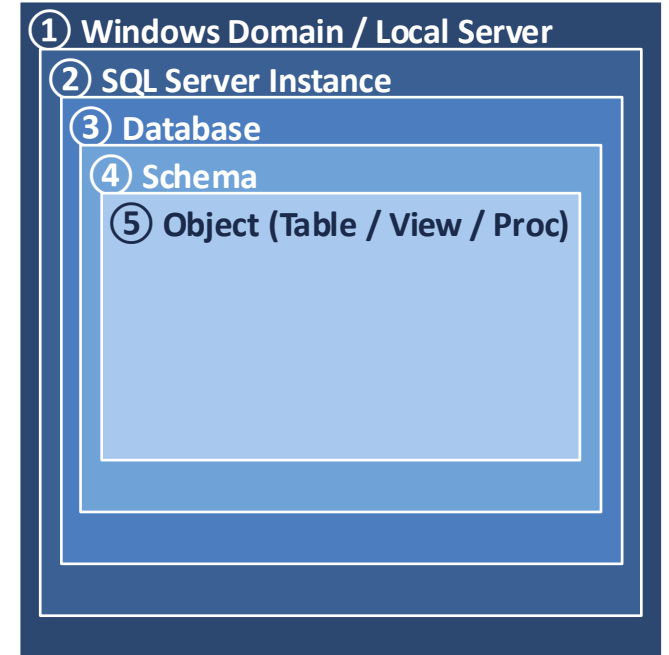 ① Windows Domain / Local Server
② SQL Server Instance
③ Database
④ Schema
⑤ Object (Table / View / Proc)